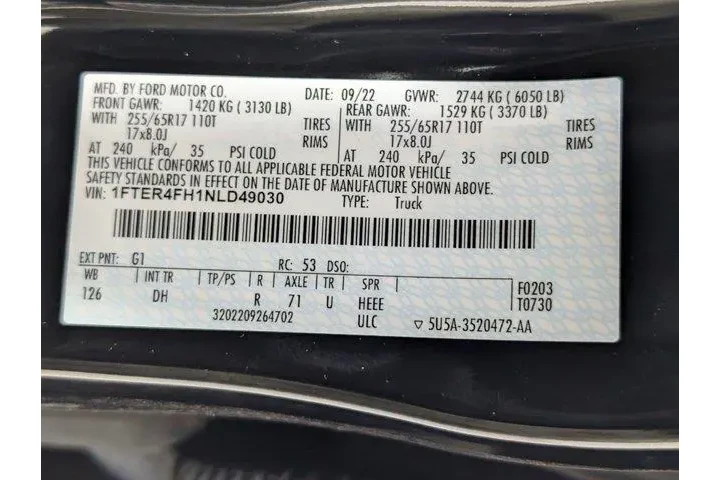 MFD. BY FORD MOTOR CO. DATE: 09/22 GVWR: 2744 KG ( 6050 LB)
FRONT GAWR: 1420 KG ( 3130 LB) REAR GAWR: 1529 KG ( 3370 LB)
WITH 255/65R17 110T TIRES WITH 255/65R17 110T TIRES
17x8.0J RIMS 17x8.0J RIMS
AT 240 kPa/ 35 PSI COLD AT 240 kPa/ 35 PSI COLD
THIS VEHICLE CONFORMS TO ALL APPLICABLE FEDERAL MOTOR VEHICLE
SAFETY STANDARDS IN EFFECT ON THE DATE OF MANUFACTURE SHOWN ABOVE.
VIN: 1FTER4FH1NLD49030 TYPE: Truck
EXT PNT: G1 RC: 53 DSO:
WB INT TR TP/PS R AXLE TR SPR F0203
126 DH R 71 U HEEE T0730
3202209264702 ULC ▽ 5U5A-3520472-AA